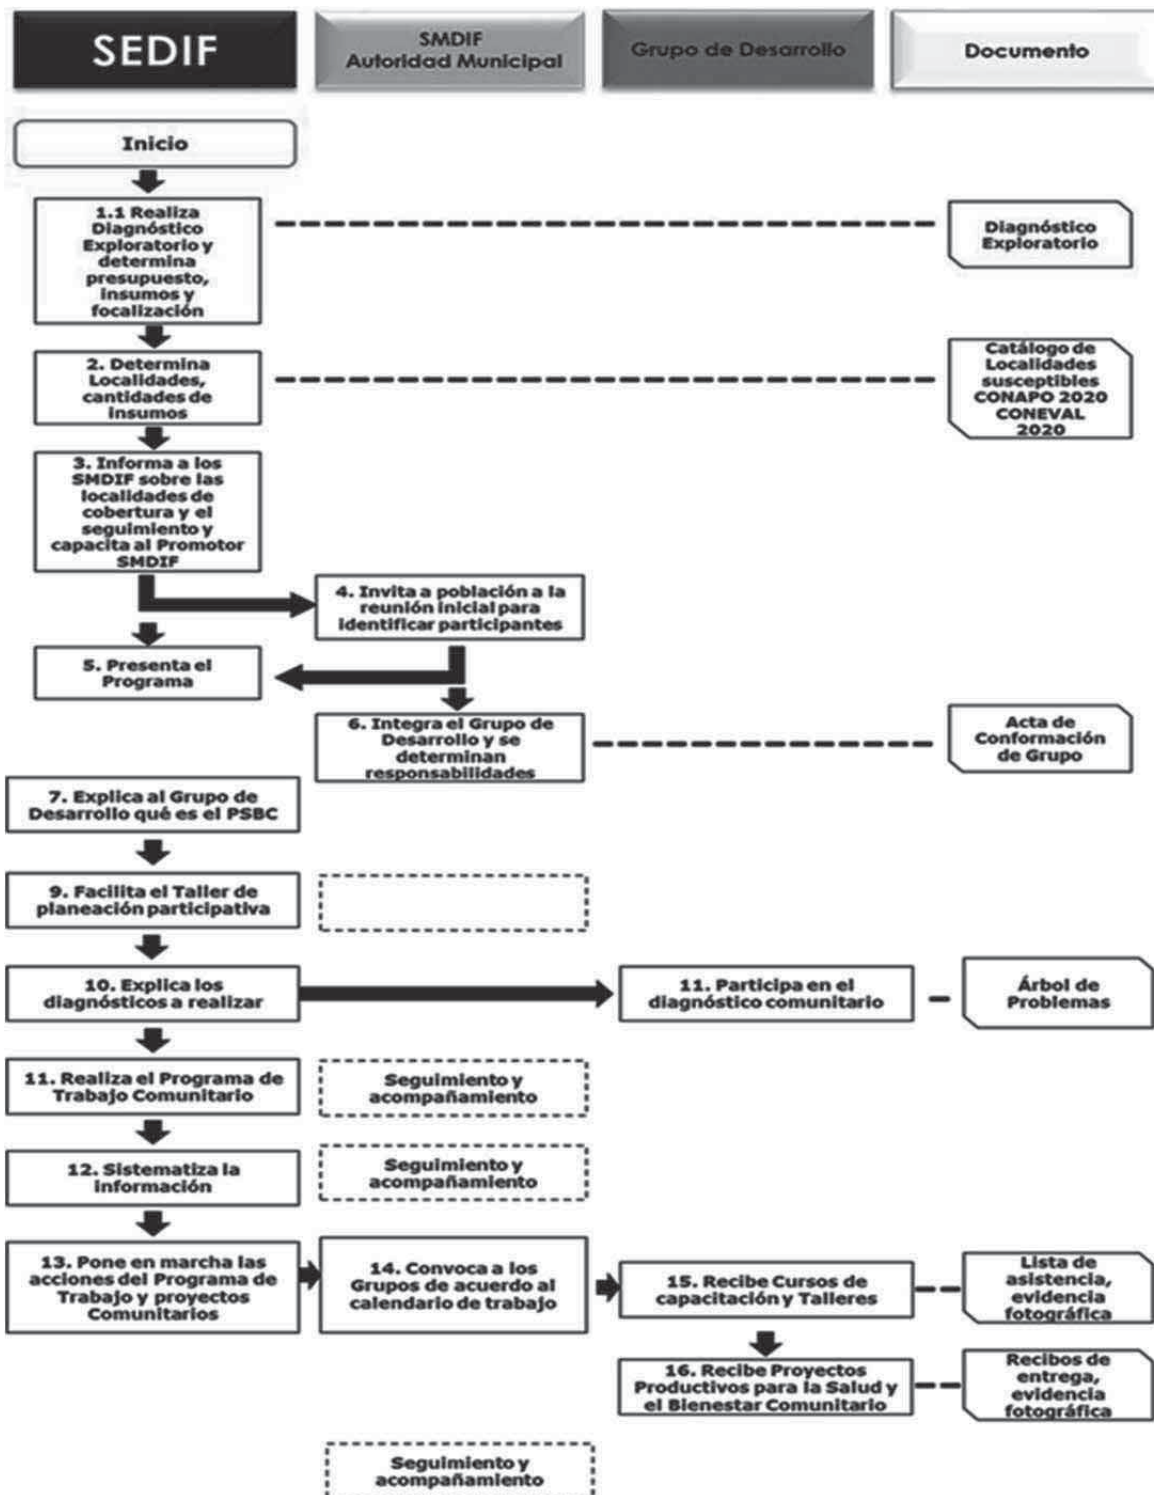 SEDIF
SMDIF
Autoridad Municipal
Grupo de Desarrollo
Documento
Inicio
1.1 Realiza
Diagnóstico
Exploratorio y
determina
presupuesto,
insumos y
focalización
Diagnóstico
Exploratorio
2. Determina
Localidades,
cantidades de
insumos
Catálogo de
Localidades
susceptibles
CONAPO 2020
CONEVAL
2020
3. Informa a los
SMDIF sobre las
localidades de
cobertura y el
seguimiento y
capacita al Promotor
SMDIF
4. Invita a población a la
reunión inicial para
identificar participantes
5. Presenta el
Programa
6. Integra el Grupo de
Desarrollo y se
determinan
responsabilidades
Acta de
Conformación
de Grupo
7. Explica al Grupo de
Desarrollo qué es el PSBC
9. Facilita el Taller de
planeación participativa
10. Explica los
diagnósticos a realizar
11. Participa en el
diagnóstico comunitario
Árbol de
Problemas
11. Realiza el Programa de
Trabajo Comunitario
Seguimiento y
acompañamiento
12. Sistematiza la
información
Seguimiento y
acompañamiento
13. Pone en marcha las
acciones del Programa de
Trabajo y proyectos
Comunitarios
14. Convoca a los
Grupos de acuerdo al
calendario de trabajo
15. Recibe Cursos de
capacitación y Talleres
Lista de
asistencia,
evidencia
fotográfica
16. Recibe Proyectos
Productivos para la Salud y
el Bienestar Comunitario
Recibos de
entrega,
evidencia
fotográfica
Seguimiento y
acompañamiento